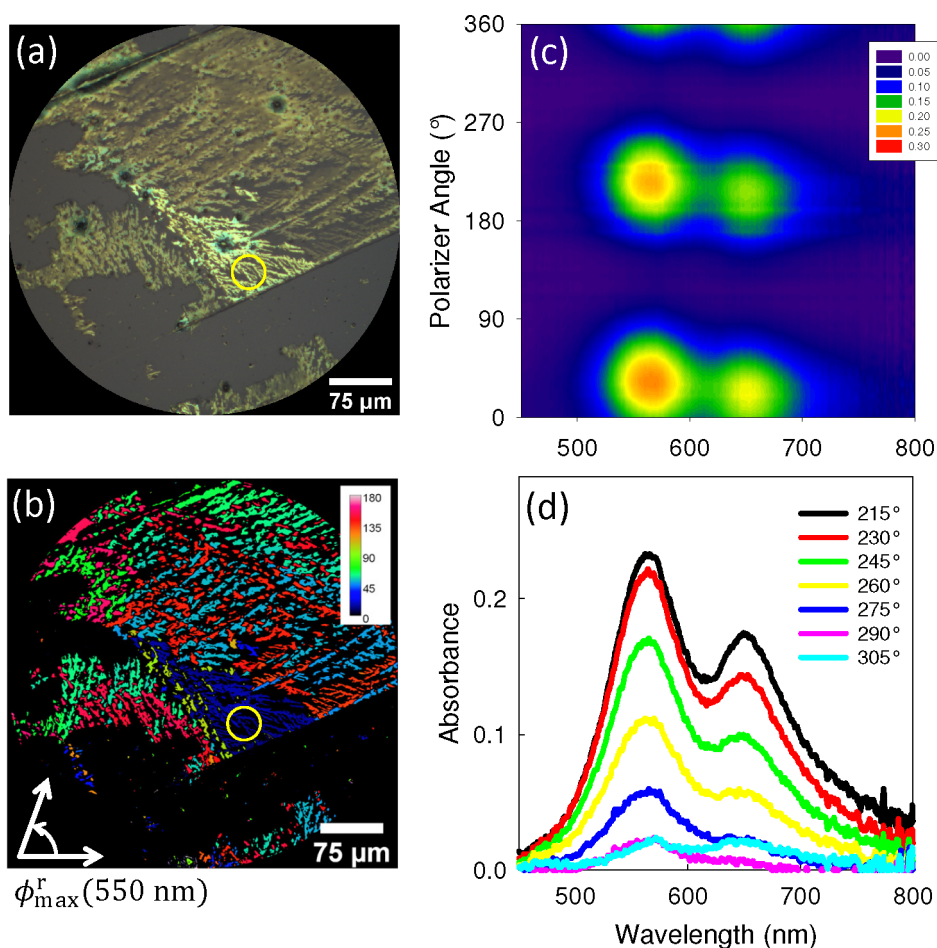 (a)
75 µm
(b)
180
135
90
45
0
75 µm
ϕ^r_max(550 nm)
(c)
Polarizer Angle (°)
360
270
180
90
0
500 600 700 800
0.00
0.05
0.10
0.15
0.20
0.25
0.30
(d)
Absorbance
0.2
0.1
0.0
500 600 700 800
Wavelength (nm)
215°
230°
245°
260°
275°
290°
305°